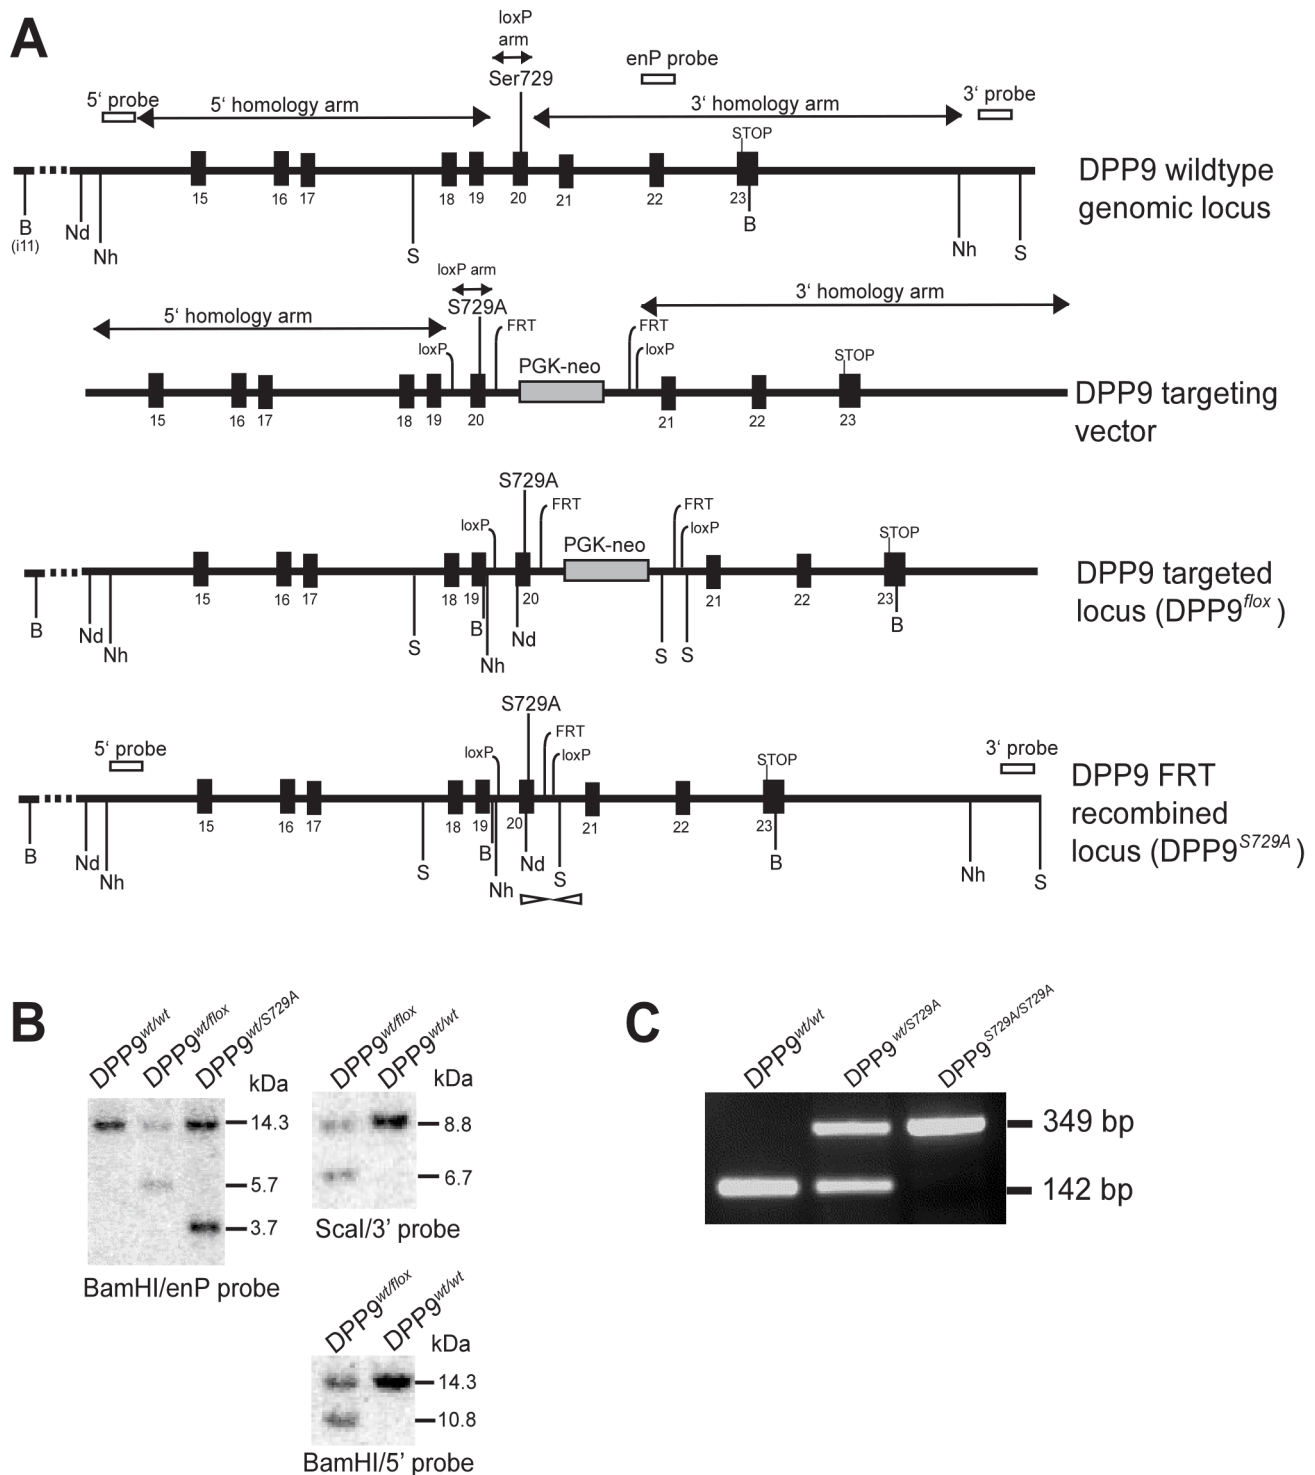 A
loxP
arm
Ser729
enP probe
5‘ probe
5‘ homology arm
3‘ homology arm
3‘ probe
STOP
15 16 17 18 19 20 21 22 23
B
(i11)
Nd
Nh
S
B
Nh
S
DPP9 wildtype
genomic locus
loxP arm
S729A
5‘ homology arm
3‘ homology arm
loxP
FRT
PGK-neo
FRT
loxP
STOP
15 16 17 18 19 20 21 22 23
DPP9 targeting
vector
S729A
loxP
FRT
PGK-neo
FRT
loxP
STOP
15 16 17 18 19 20 21 22 23
B
Nd
Nh
S
B
Nh
Nd
S S
B
DPP9 targeted
locus (DPP9flox )
S729A
5‘ probe
loxP
FRT
loxP
STOP
3‘ probe
15 16 17 18 19 20 21 22 23
B
Nd
Nh
S
B
Nh
Nd
S
B
Nh
S
DPP9 FRT
recombined
locus (DPP9S729A )
B
DPP9wt/wt
DPP9wt/flox
DPP9wt/S729A
kDa
14.3
5.7
3.7
BamHI/enP probe
DPP9wt/flox
DPP9wt/wt
kDa
8.8
6.7
ScaI/3’ probe
DPP9wt/flox
DPP9wt/wt
kDa
14.3
10.8
BamHI/5’ probe
C
DPP9wt/wt
DPP9wt/S729A
DPP9S729A/S729A
349 bp
142 bp